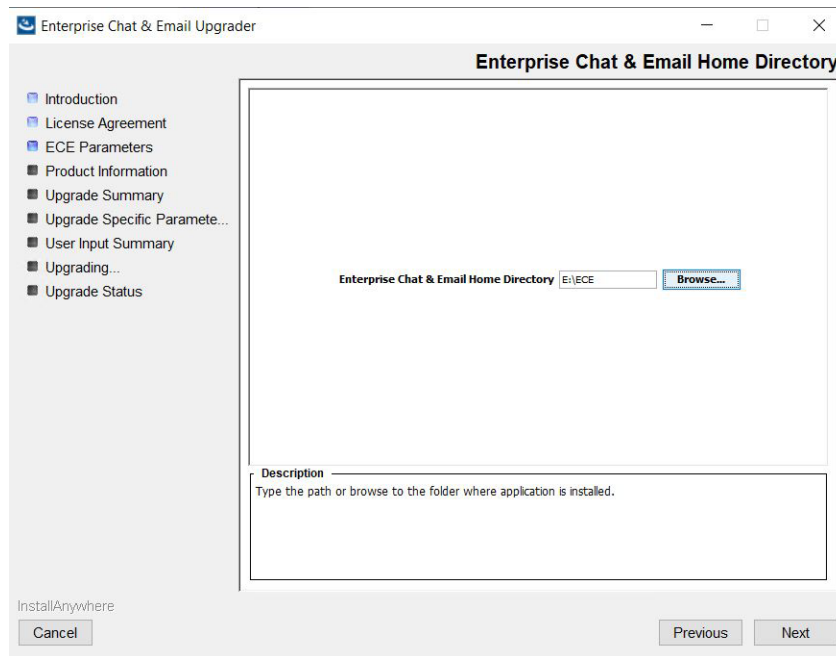 Enterprise Chat & Email Upgrader
Enterprise Chat & Email Home Directory
Introduction
License Agreement
ECE Parameters
Product Information
Upgrade Summary
Upgrade Specific Paramete...
User Input Summary
Upgrading...
Upgrade Status
Enterprise Chat & Email Home Directory E:\ECE Browse...
Description
Type the path or browse to the folder where application is installed.
InstallAnywhere
Cancel Previous Next